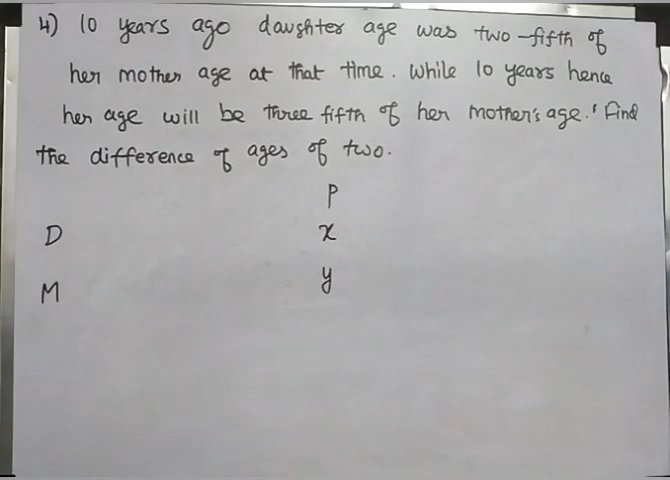 4) 10 years ago daughter age was two-fifth of
her mother age at that time. While 10 years hence
her age will be three fifth of her mother's age.' Find
the difference of ages of two.
P
D x
M y